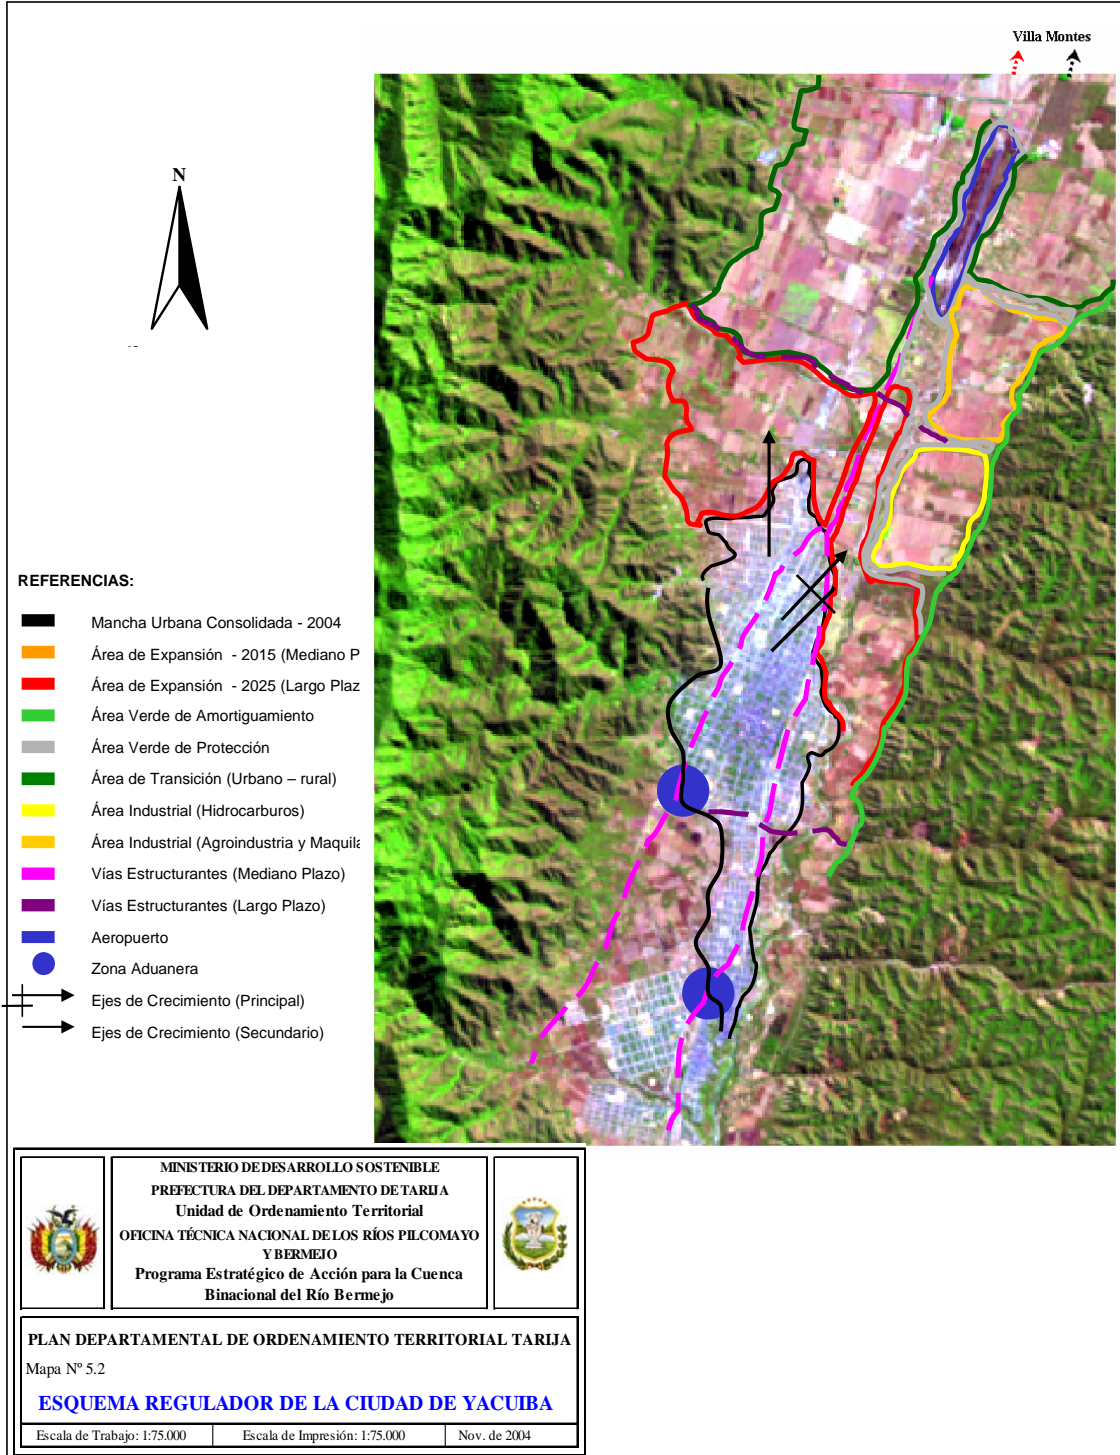 Villa Montes
N
REFERENCIAS:
Mancha Urbana Consolidada - 2004
Área de Expansión - 2015 (Mediano P
Área de Expansión - 2025 (Largo Plaz
Área Verde de Amortiguamiento
Área Verde de Protección
Área de Transición (Urbano – rural)
Área Industrial (Hidrocarburos)
Área Industrial (Agroindustria y Maquila
Vías Estructurantes (Mediano Plazo)
Vías Estructurantes (Largo Plazo)
Aeropuerto
Zona Aduanera
Ejes de Crecimiento (Principal)
Ejes de Crecimiento (Secundario)
MINISTERIO DE DESARROLLO SOSTENIBLE
PREFECTURA DEL DEPARTAMENTO DE TARIJA
Unidad de Ordenamiento Territorial
OFICINA TÉCNICA NACIONAL DE LOS RÍOS PILCOMAYO
Y BERMEJO
Programa Estratégico de Acción para la Cuenca
Binacional del Río Bermejo
PLAN DEPARTAMENTAL DE ORDENAMIENTO TERRITORIAL TARIJA
Mapa Nº 5.2
ESQUEMA REGULADOR DE LA CIUDAD DE YACUIBA
Escala de Trabajo: 1:75.000
Escala de Impresión: 1:75.000
Nov. de 2004